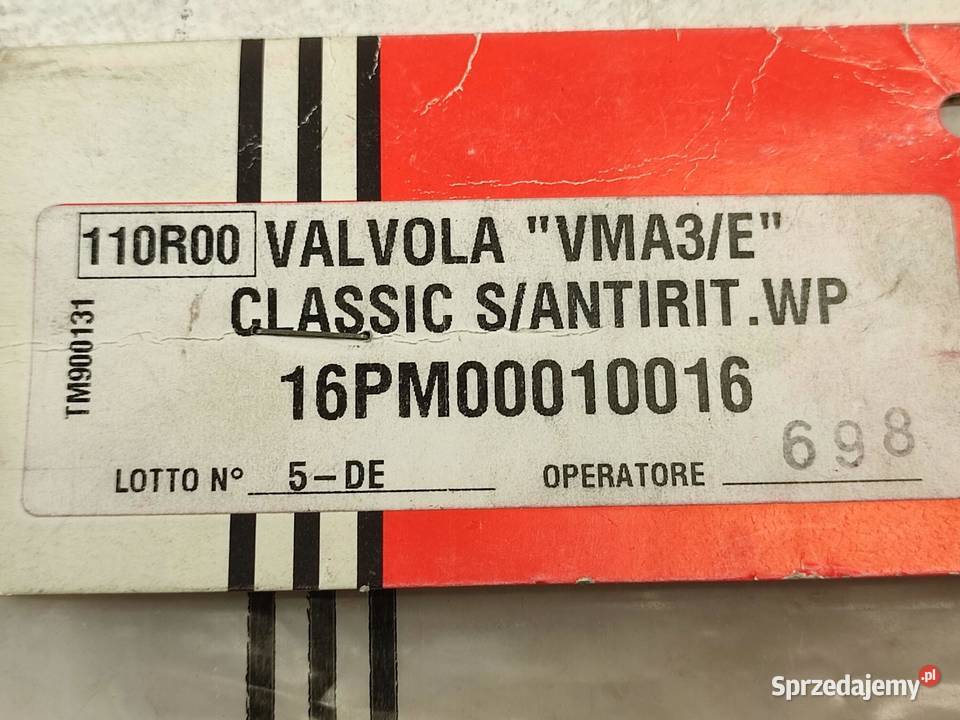 110R00 VALVOLA "VMA3/E"
CLASSIC S/ANTIRIT.WP
16PM00010016
TM900131
LOTTO N° 5-DE OPERATORE 698
Sprzedajemy.pl